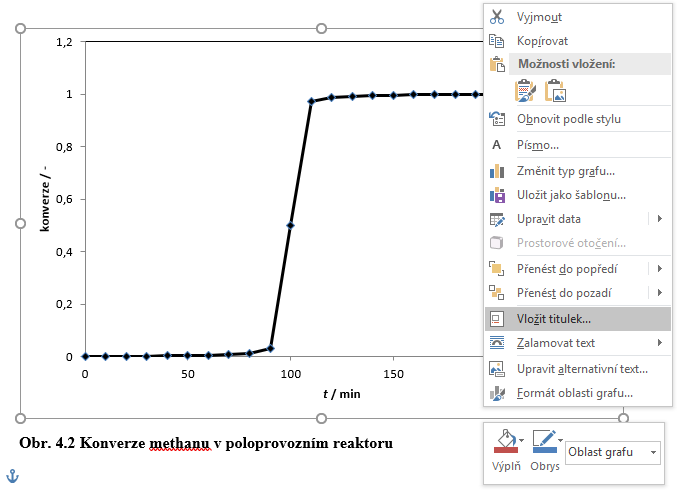 1,2
1
0,8
0,6
0,4
0,2
0
konverze / -
0 50 100 150
t / min
Obr. 4.2 Konverze methanu v poloprovozním reaktoru
Vyjmout
Kopírovat
Možnosti vložení:
Obnovit podle stylu
A Písmo...
Změnit typ grafu...
Uložit jako šablonu...
Upravit data
Prostorové otočení...
Přenést do popředí
Přenést do pozadí
Vložit titulek...
Zalamovat text
Upravit alternativní text...
Formát oblasti grafu...
Výplň Obrys Oblast grafu